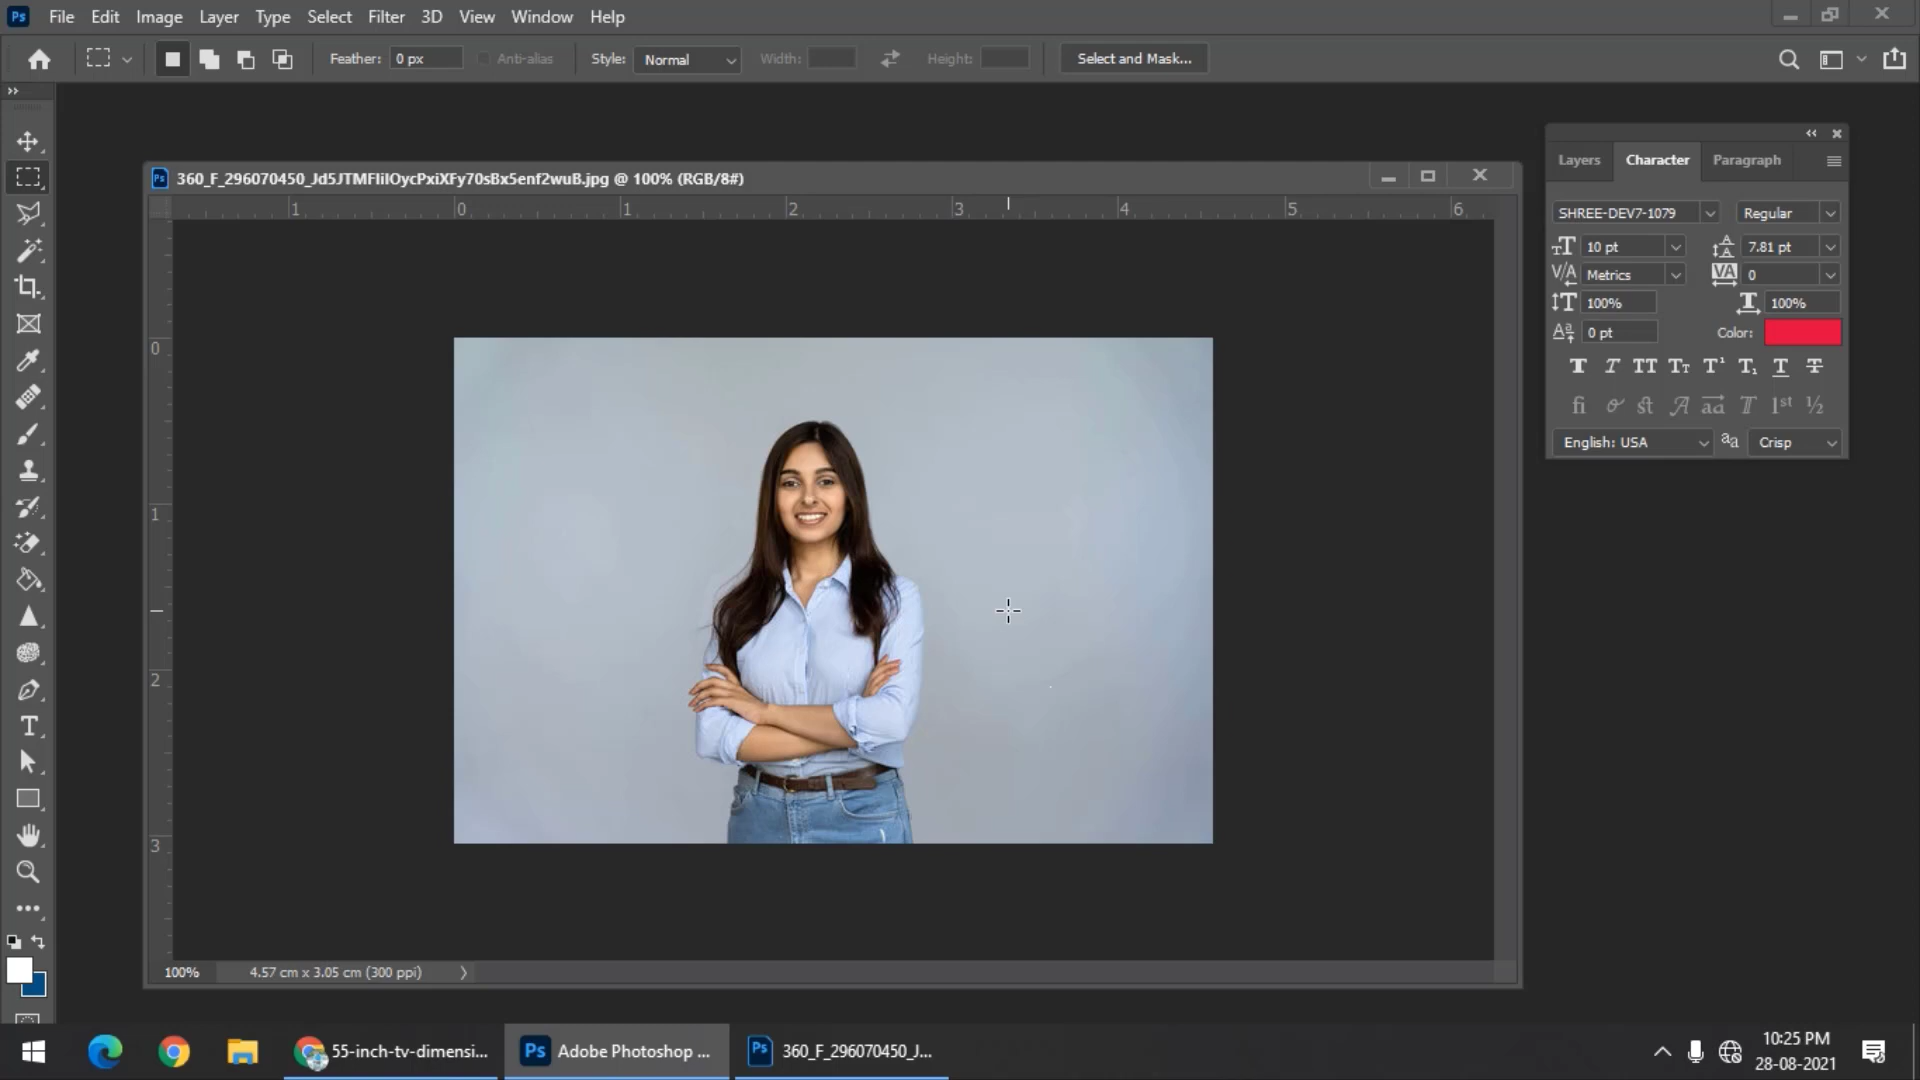 Ps File Edit Image Layer Type Select Filter 3D View Window Help
Feather: 0 px Anti-alias Style: Normal Width: Height: Select and Mask...
Ps 360_F_296070450_Jd5JTMFIilOycPxiXFy70sBx5enf2wuB.jpg @ 100% (RGB/8#)
1 0 1 2 3 4 5 6
0
1
2
3
100% 4.57 cm x 3.05 cm (300 ppi)
Layers Character Paragraph
SHREE-DEV7-1079 Regular
10 pt 7.81 pt
Metrics 0
100% 100%
0 pt Color:
English: USA Crisp
55-inch-tv-dimensi...
Ps Adobe Photoshop ...
Ps 360_F_296070450_J...
10:25 PM
28-08-2021